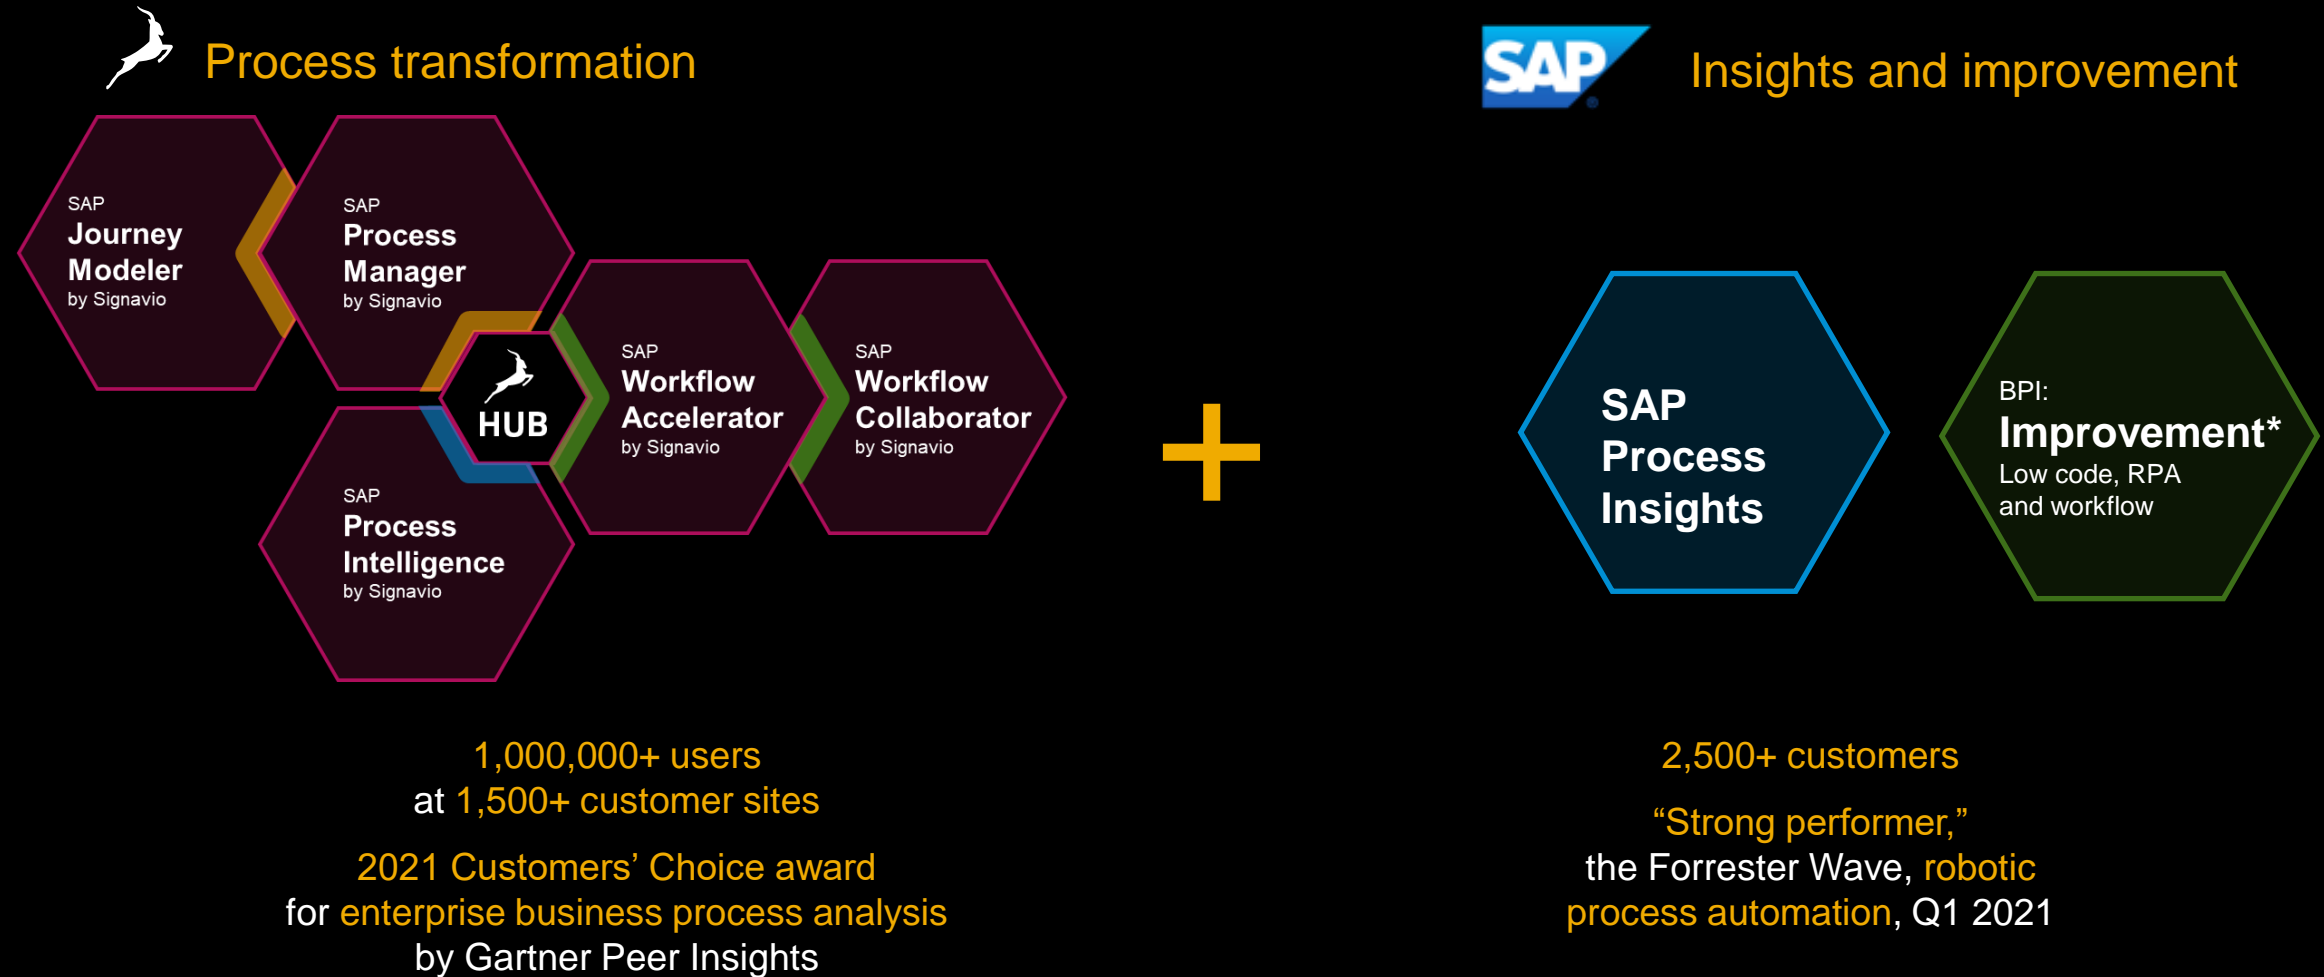 Process transformation
SAP
Journey
Modeler
by Signavio
SAP
Process
Manager
by Signavio
HUB
SAP
Workflow
Accelerator
by Signavio
SAP
Workflow
Collaborator
by Signavio
SAP
Process
Intelligence
by Signavio
1,000,000+ users
at 1,500+ customer sites
2021 Customers’ Choice award
for enterprise business process analysis
by Gartner Peer Insights
+
SAP®
Insights and improvement
SAP
Process
Insights
BPI:
Improvement*
Low code, RPA
and workflow
2,500+ customers
“Strong performer,”
the Forrester Wave, robotic
process automation, Q1 2021